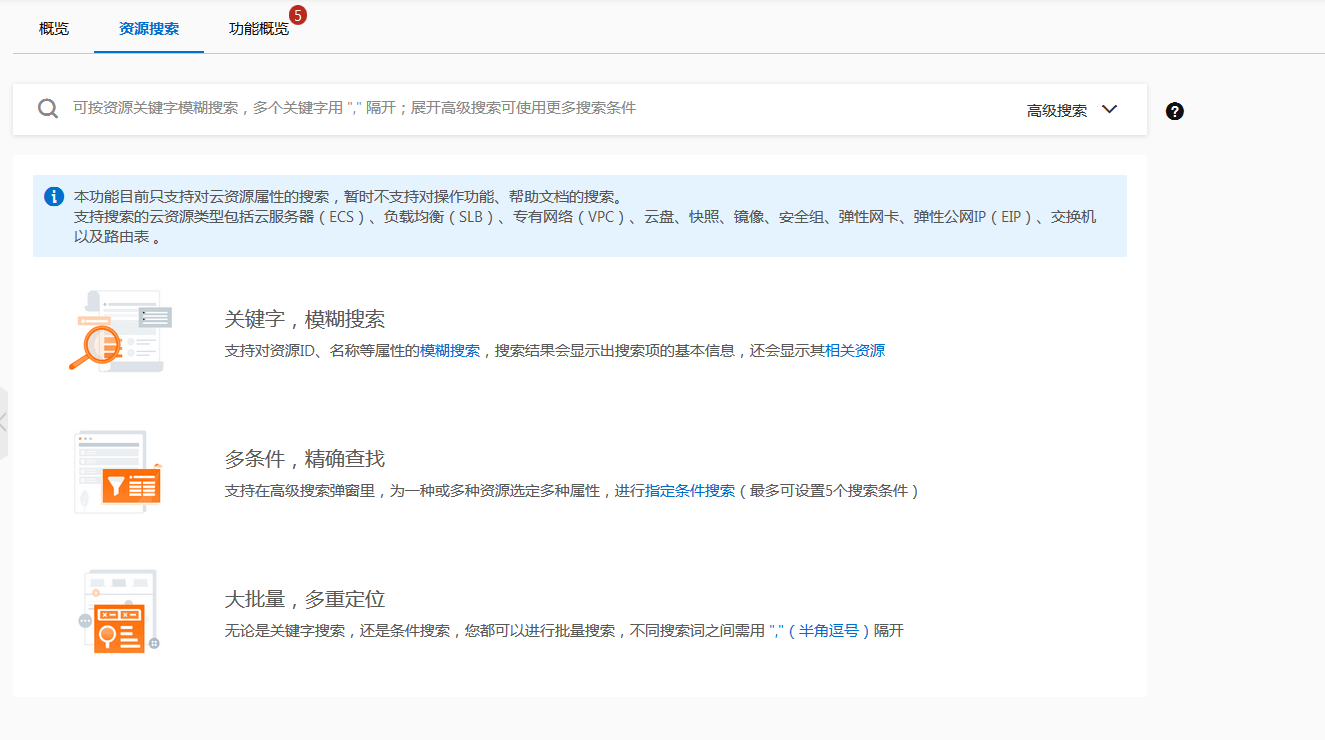 概览
资源搜索
功能概览
5
可按资源关键字模糊搜索，多个关键字用 "," 隔开；展开高级搜索可使用更多搜索条件
高级搜索
?
本功能目前只支持对云资源属性的搜索，暂时不支持对操作功能、帮助文档的搜索。
支持搜索的云资源类型包括云服务器（ECS）、负载均衡（SLB）、专有网络（VPC）、云盘、快照、镜像、安全组、弹性网卡、弹性公网IP（EIP）、交换机
以及路由表 。
关键字，模糊搜索
支持对资源ID、名称等属性的模糊搜索，搜索结果会显示出搜索项的基本信息，还会显示其相关资源
多条件，精确查找
支持在高级搜索弹窗里，为一种或多种资源选定多种属性，进行指定条件搜索（最多可设置5个搜索条件）
大批量，多重定位
无论是关键字搜索，还是条件搜索，您都可以进行批量搜索，不同搜索词之间需用 ","（半角逗号）隔开